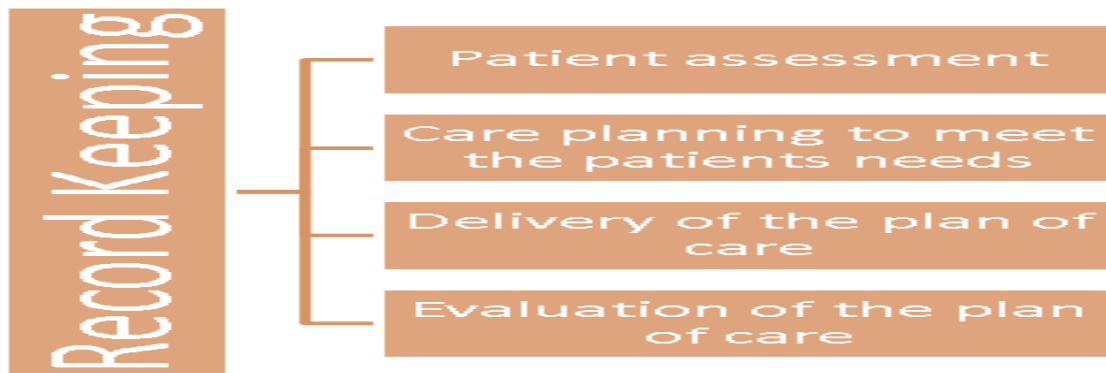 Record Keeping
Patient assessment
Care planning to meet
the patients needs
Delivery of the plan of
care
Evaluation of the plan
of care